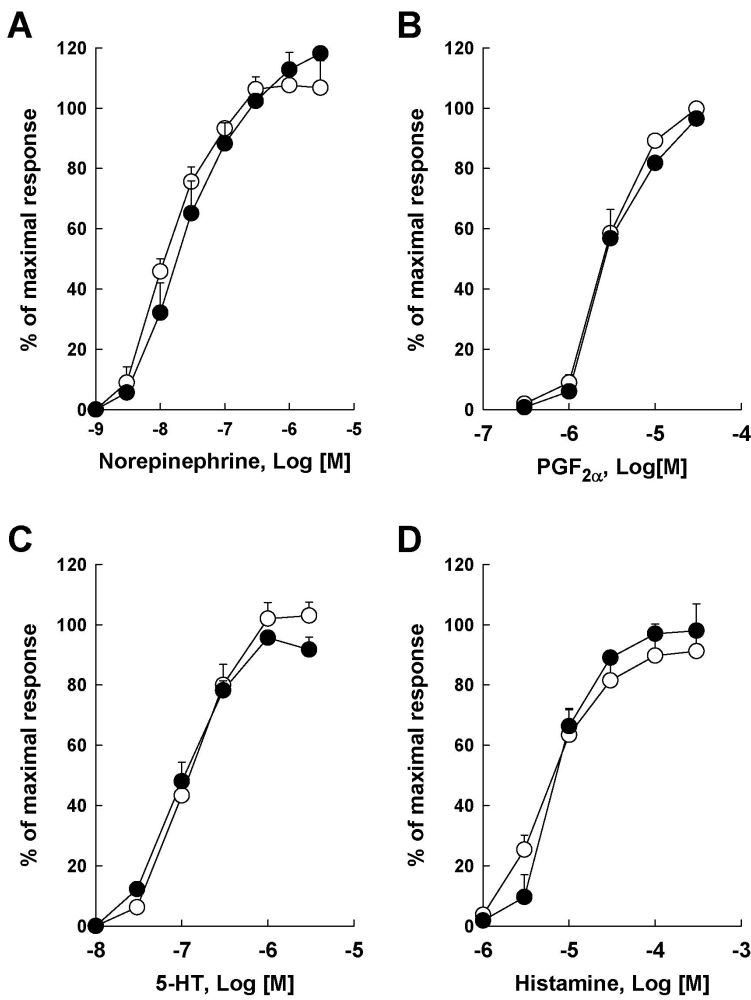 A
120
100
80
60
40
20
0
% of maximal response
-9 -8 -7 -6 -5
Norepinephrine, Log [M]
B
120
100
80
60
40
20
0
% of maximal response
-7 -6 -5 -4
PGF2α, Log[M]
C
120
100
80
60
40
20
0
% of maximal response
-8 -7 -6 -5
5-HT, Log [M]
D
120
100
80
60
40
20
0
% of maximal response
-6 -5 -4 -3
Histamine, Log [M]